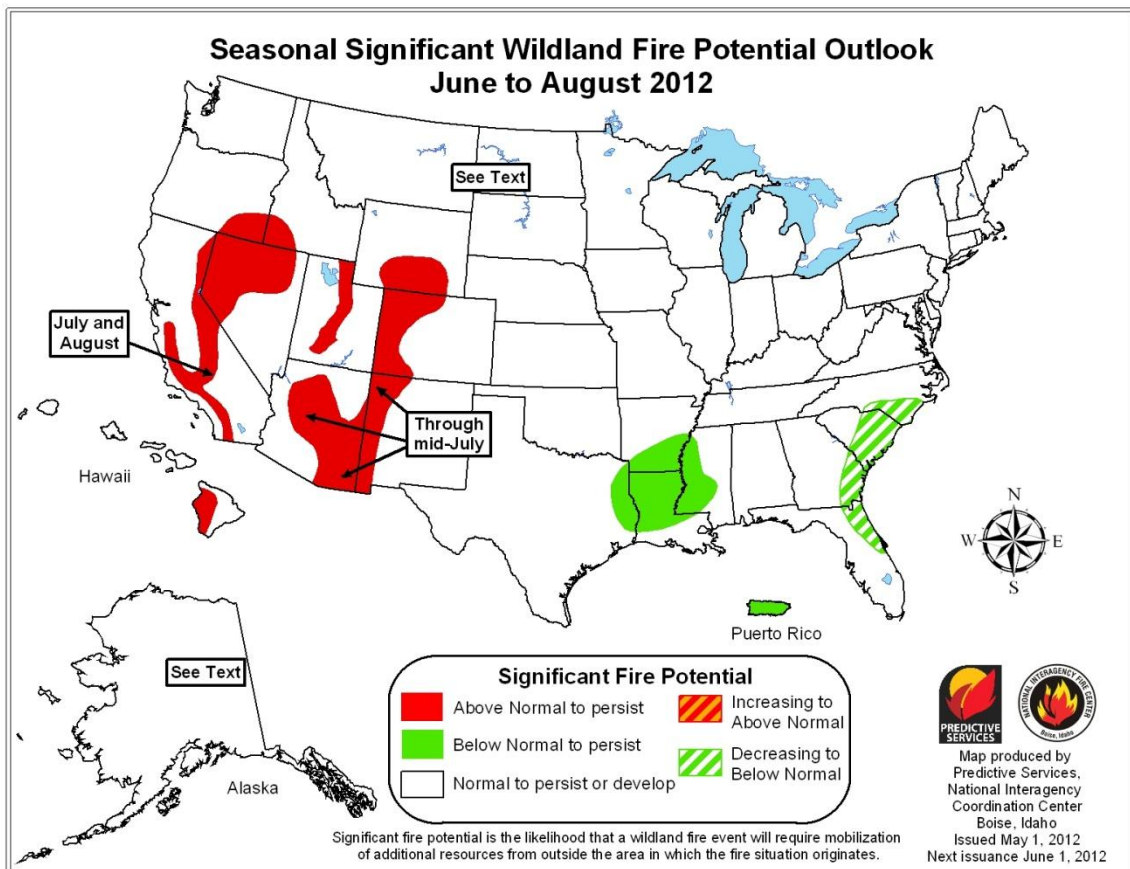 Seasonal Significant Wildland Fire Potential Outlook
June to August 2012
See Text
July and
August
Through
mid-July
Hawaii
N
W
E
S
Puerto Rico
See Text
Alaska
Significant Fire Potential
Above Normal to persist
Below Normal to persist
Normal to persist or develop
Increasing to
Above Normal
Decreasing to
Below Normal
PREDICTIVE
SERVICES
NATIONAL INTERAGENCY FIRE CENTER
Boise, Idaho
Map produced by
Predictive Services,
National Interagency
Coordination Center
Boise, Idaho
Issued May 1, 2012
Next issuance June 1, 2012
Significant fire potential is the likelihood that a wildland fire event will require mobilization
of additional resources from outside the area in which the fire situation originates.